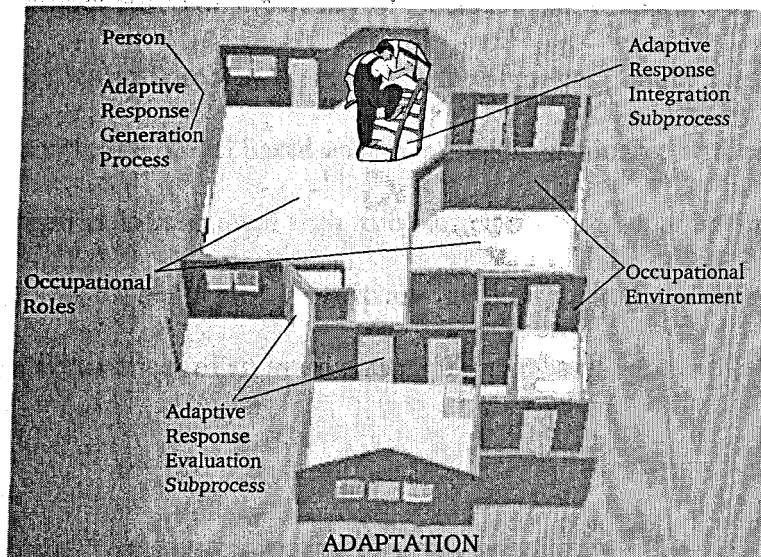 Person
Adaptive
Response
Generation
Process
Adaptive
Response
Integration
Subprocess
Occupational
Roles
Occupational
Environment
Adaptive
Response
Evaluation
Subprocess
ADAPTATION